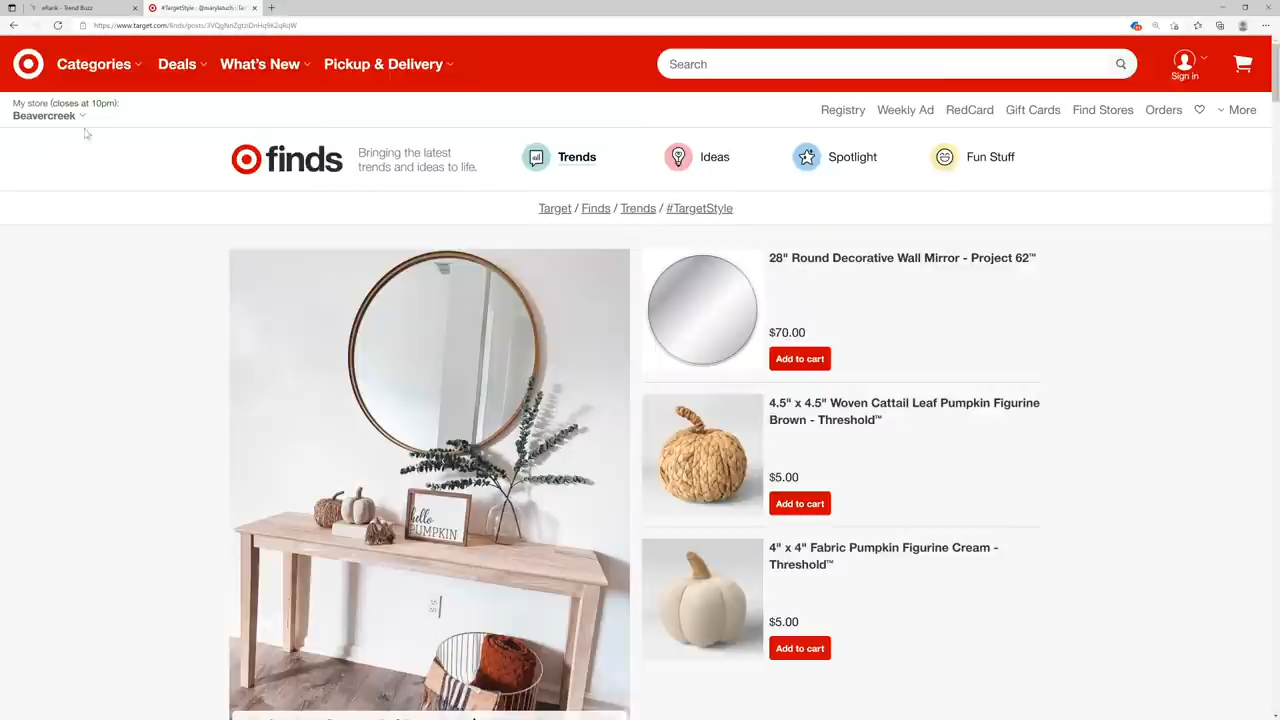 eRank - Trend Buzz
#TargetStyle : @marylatuch : Tar
https://www.target.com/finds/posts/3VQgNnZgtziDnHq9K2qRqW
Categories
Deals
What's New
Pickup & Delivery
Search
Sign in
My store (closes at 10pm):
Beavercreek
Registry
Weekly Ad
RedCard
Gift Cards
Find Stores
Orders
More
finds
Bringing the latest
trends and ideas to life.
Trends
Ideas
Spotlight
Fun Stuff
Target / Finds / Trends / #TargetStyle
28" Round Decorative Wall Mirror - Project 62™
$70.00
Add to cart
4.5" x 4.5" Woven Cattail Leaf Pumpkin Figurine
Brown - Threshold™
$5.00
Add to cart
4" x 4" Fabric Pumpkin Figurine Cream -
Threshold™
$5.00
Add to cart
hello
PUMPKIN